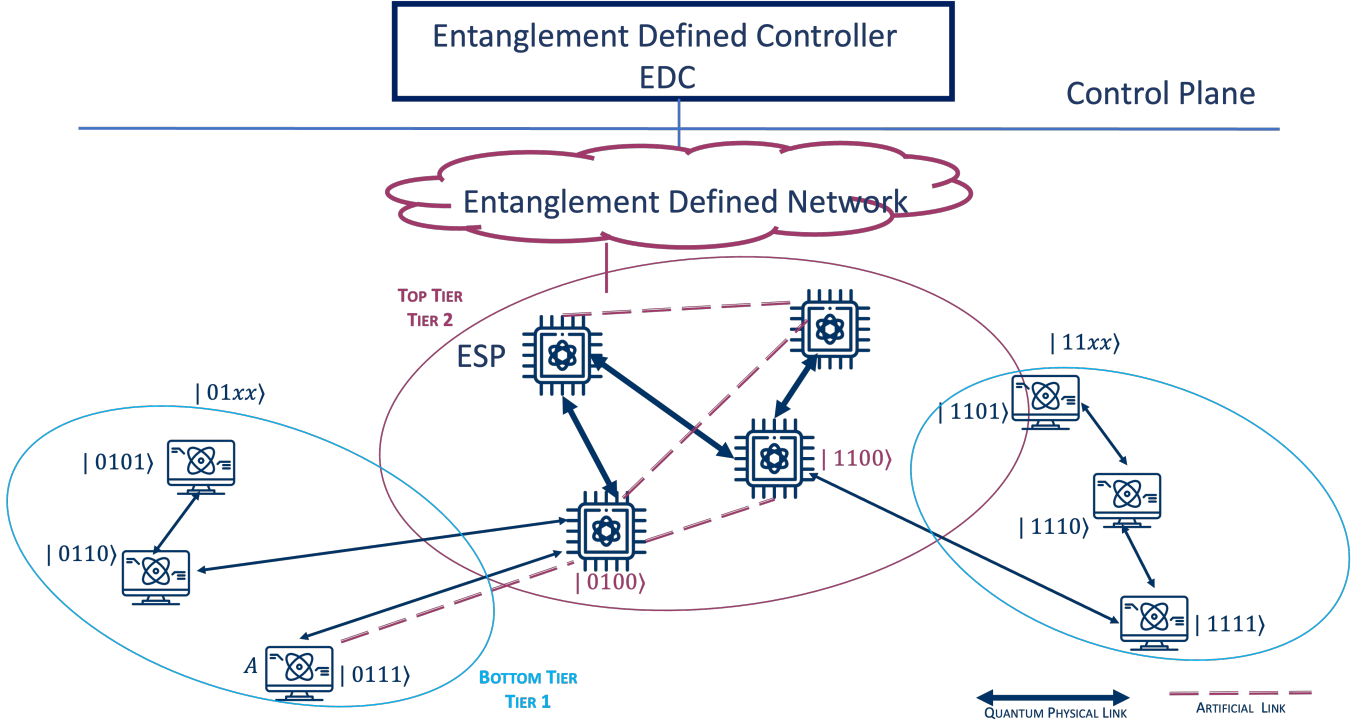 Entanglement Defined Controller
EDC
Control Plane
Entanglement Defined Network
TOP TIER
TIER 2
ESP
| 11xx⟩
| 01xx⟩
| 1101⟩
| 0101⟩
| 1100⟩
| 1110⟩
| 0110⟩
| 0100⟩
| 1111⟩
A
| 0111⟩
BOTTOM TIER
TIER 1
QUANTUM PHYSICAL LINK
ARTIFICIAL LINK